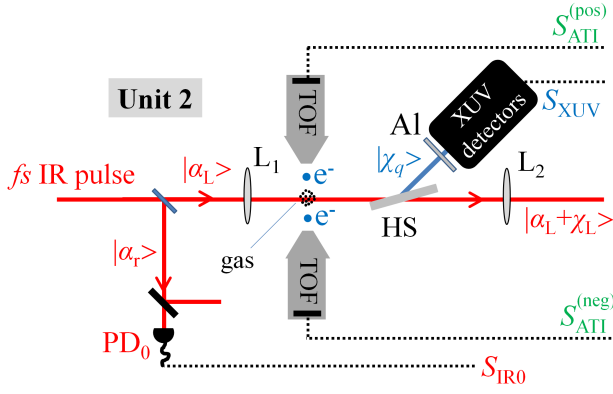 S_ATI^(pos)
Unit 2
TOF
XUV detectors
S_XUV
Al
|χ_q>
L_1
|α_L>
fs IR pulse
e^-
L_2
HS
e^-
|α_L+χ_L>
|α_r>
gas
TOF
S_ATI^(neg)
PD_0
S_IR0